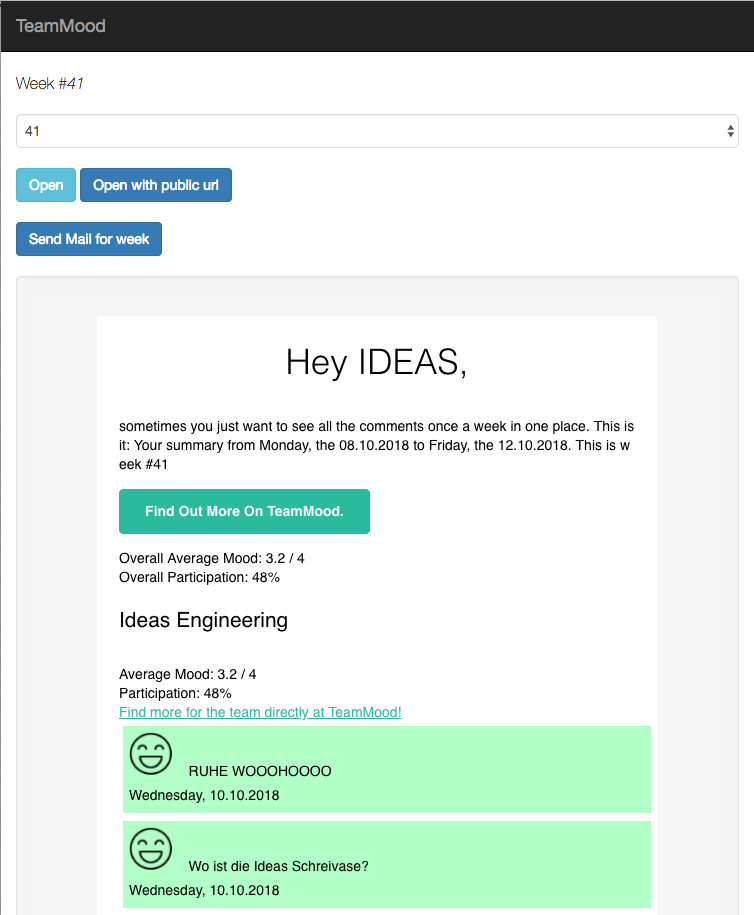 TeamMood
Week #41
41
Open Open with public url
Send Mail for week
Hey IDEAS,
sometimes you just want to see all the comments once a week in one place. This is
it: Your summary from Monday, the 08.10.2018 to Friday, the 12.10.2018. This is w
eek #41
Find Out More On TeamMood.
Overall Average Mood: 3.2 / 4
Overall Participation: 48%
Ideas Engineering
Average Mood: 3.2 / 4
Participation: 48%
Find more for the team directly at TeamMood!
RUHE WOOOHOOOO
Wednesday, 10.10.2018
Wo ist die Ideas Schreivase?
Wednesday, 10.10.2018